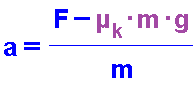 a = (F − μₖ · m · g) / m